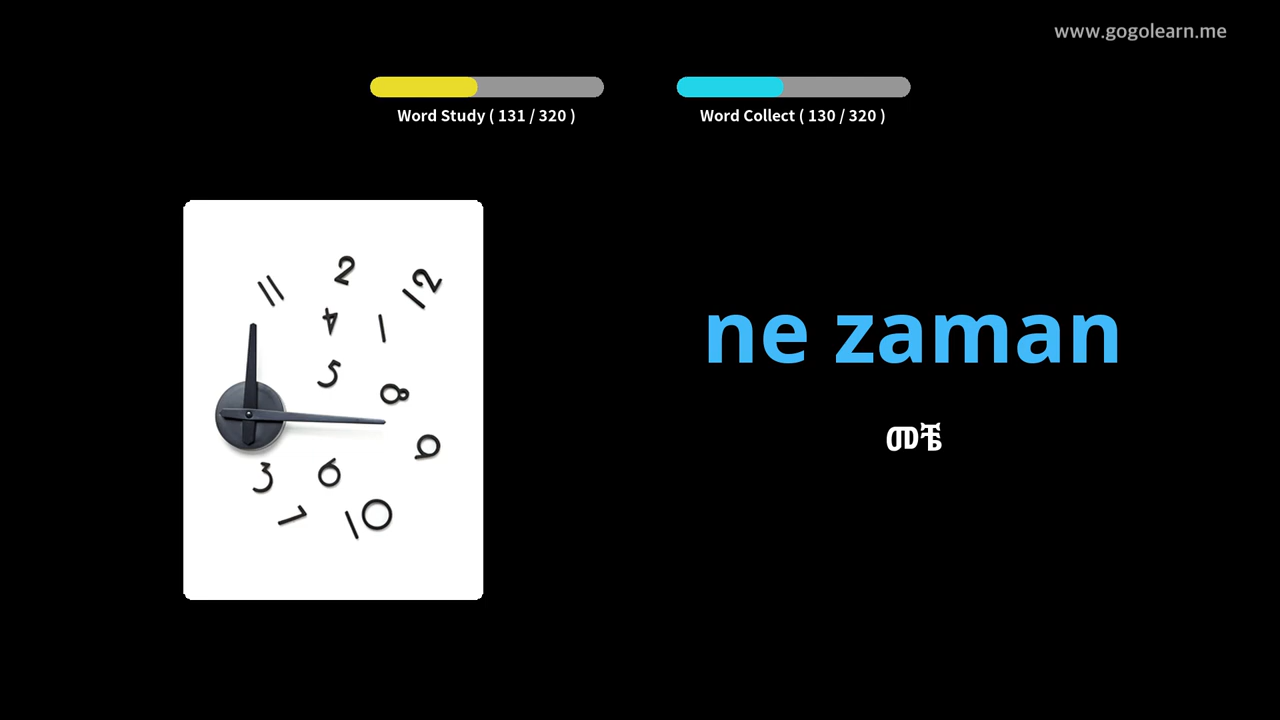 www.gogolearn.me
Word Study ( 131 / 320 )
Word Collect ( 130 / 320 )
11
2
12
4
1
5
8
9
3
6
7
10
ne zaman
መቼ